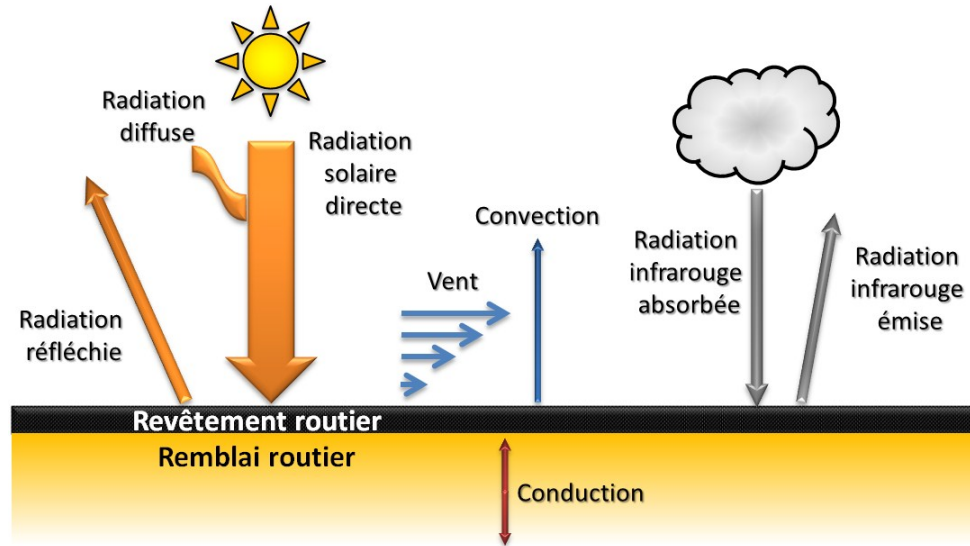 Radiation
diffuse
Radiation
solaire
directe
Radiation
réfléchie
Vent
Convection
Radiation
infrarouge
absorbée
Radiation
infrarouge
émise
Revêtement routier
Remblai routier
Conduction